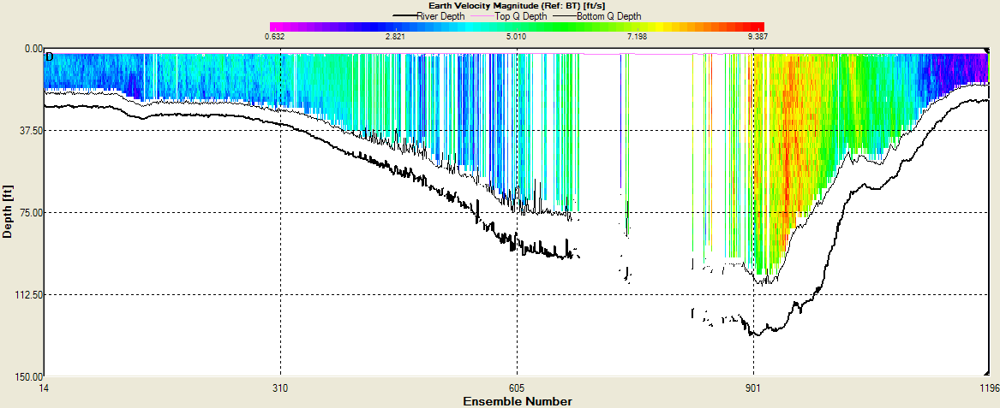 Earth Velocity Magnitude (Ref: BT) [ft/s]
River Depth Top Q Depth Bottom Q Depth
0.632 2.821 5.010 7.198 9.387
0.00
D
37.50
75.00
112.50
150.00
Depth [ft]
14 310 605 901 1196
Ensemble Number